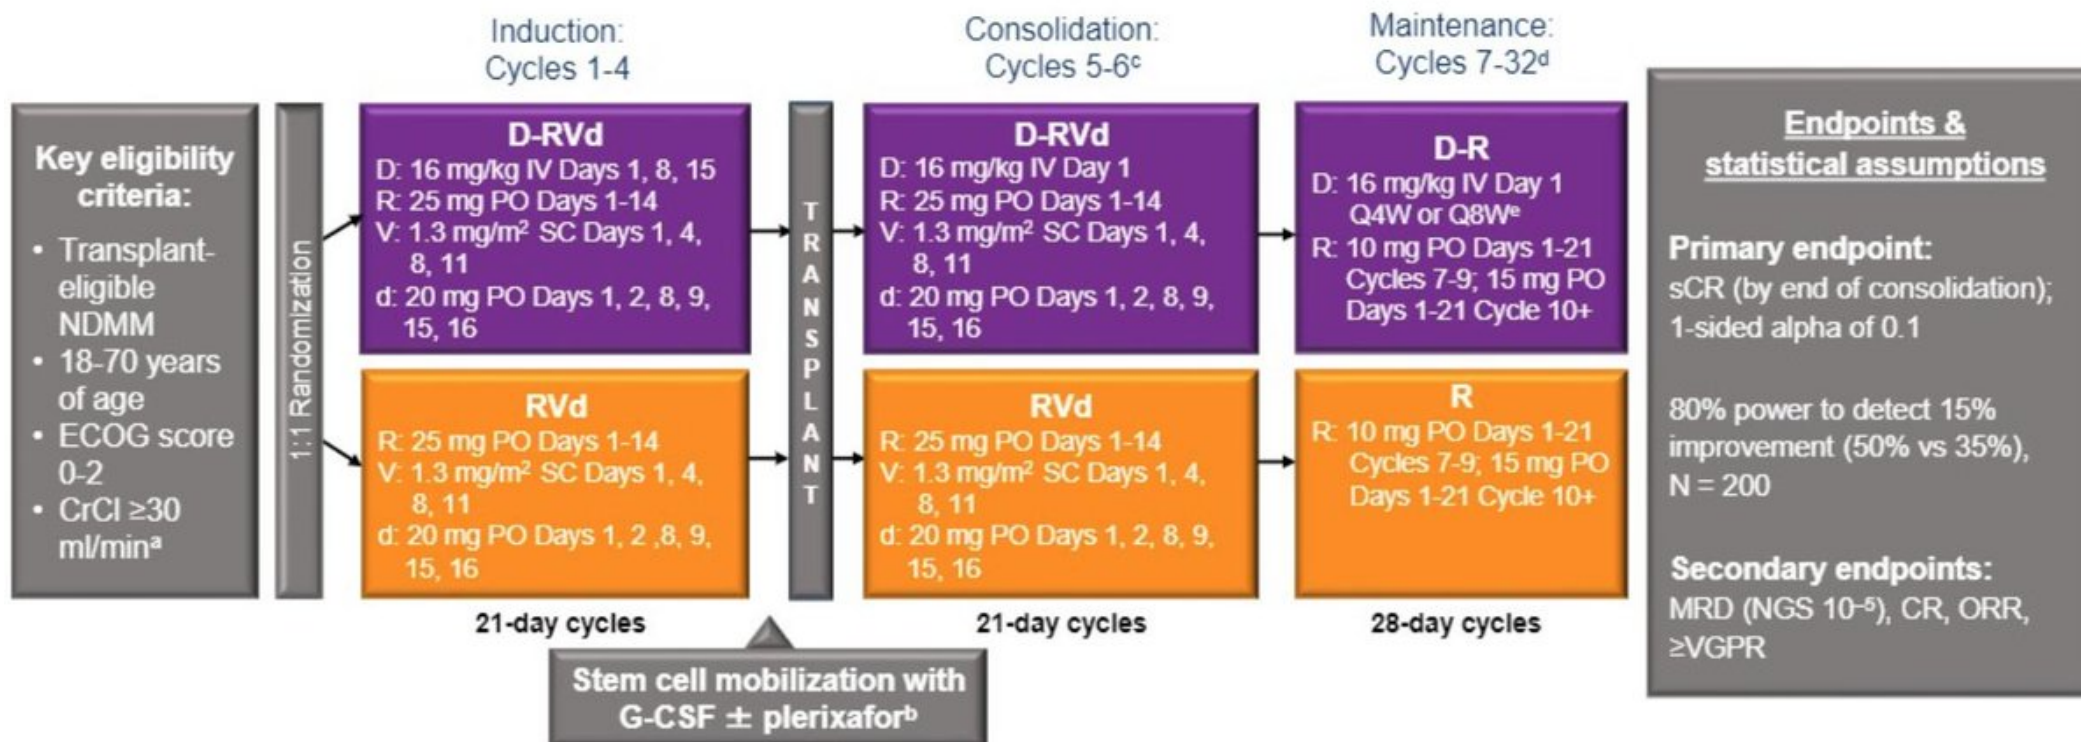 Induction:
Cycles 1-4
Consolidation:
Cycles 5-6ᶜ
Maintenance:
Cycles 7-32ᵈ
Key eligibility
criteria:
• Transplant-
eligible
NDMM
• 18-70 years
of age
• ECOG score
0-2
• CrCl ≥30
ml/minᵃ
1:1 Randomization
D-RVd
D: 16 mg/kg IV Days 1, 8, 15
R: 25 mg PO Days 1-14
V: 1.3 mg/m² SC Days 1, 4,
8, 11
d: 20 mg PO Days 1, 2, 8, 9,
15, 16
RVd
R: 25 mg PO Days 1-14
V: 1.3 mg/m² SC Days 1, 4,
8, 11
d: 20 mg PO Days 1, 2 ,8, 9,
15, 16
21-day cycles
TRANSPLANT
Stem cell mobilization with
G-CSF ± plerixaforᵇ
D-RVd
D: 16 mg/kg IV Day 1
R: 25 mg PO Days 1-14
V: 1.3 mg/m² SC Days 1, 4,
8, 11
d: 20 mg PO Days 1, 2, 8, 9,
15, 16
RVd
R: 25 mg PO Days 1-14
V: 1.3 mg/m² SC Days 1, 4,
8, 11
d: 20 mg PO Days 1, 2, 8, 9,
15, 16
21-day cycles
D-R
D: 16 mg/kg IV Day 1
Q4W or Q8Wᵉ
R: 10 mg PO Days 1-21
Cycles 7-9; 15 mg PO
Days 1-21 Cycle 10+
R
R: 10 mg PO Days 1-21
Cycles 7-9; 15 mg PO
Days 1-21 Cycle 10+
28-day cycles
Endpoints &
statistical assumptions
Primary endpoint:
sCR (by end of consolidation);
1-sided alpha of 0.1
80% power to detect 15%
improvement (50% vs 35%),
N = 200
Secondary endpoints:
MRD (NGS 10⁻⁵), CR, ORR,
≥VGPR